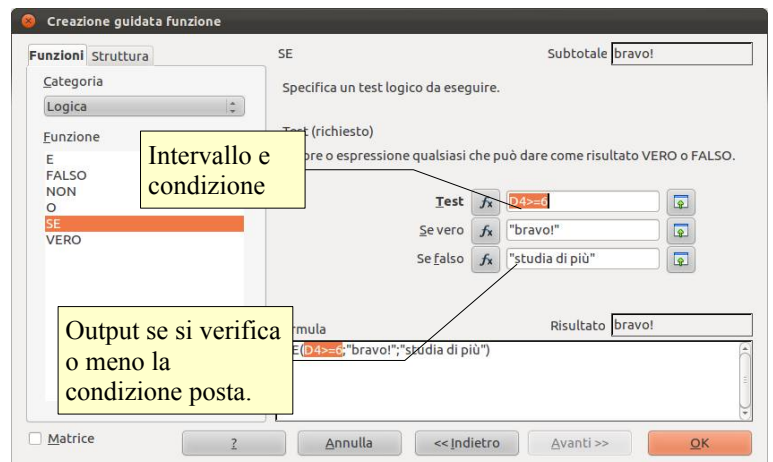 Creazione guidata funzione
Funzioni Struttura
SE
Subtotale bravo!
Categoria
Logica
Specifica un test logico da eseguire.
Funzione
(richiesto)
o espressione qualsiasi che può dare come risultato VERO o FALSO.
E
FALSO
NON
O
SE
VERO
Intervallo e
condizione
Test fx D4>=6
Se vero fx "bravo!"
Se falso fx "studia di più"
Output se si verifica
o meno la
condizione posta.
Risultato bravo!
E(D4>=6;"bravo!";"studia di più")
Matrice
?
Annulla
<< Indietro
Avanti >>
OK